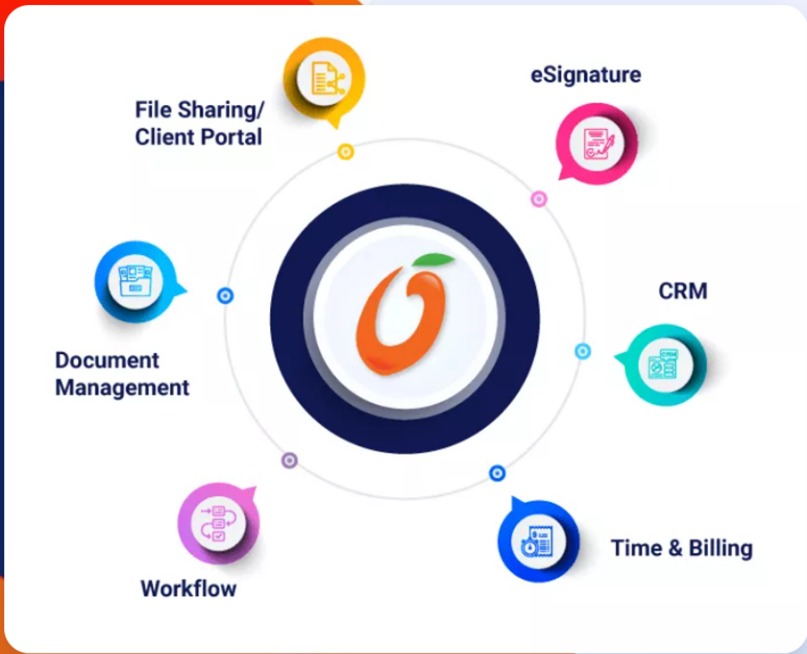 eSignature
File Sharing/
Client Portal
CRM
Document
Management
Time & Billing
Workflow